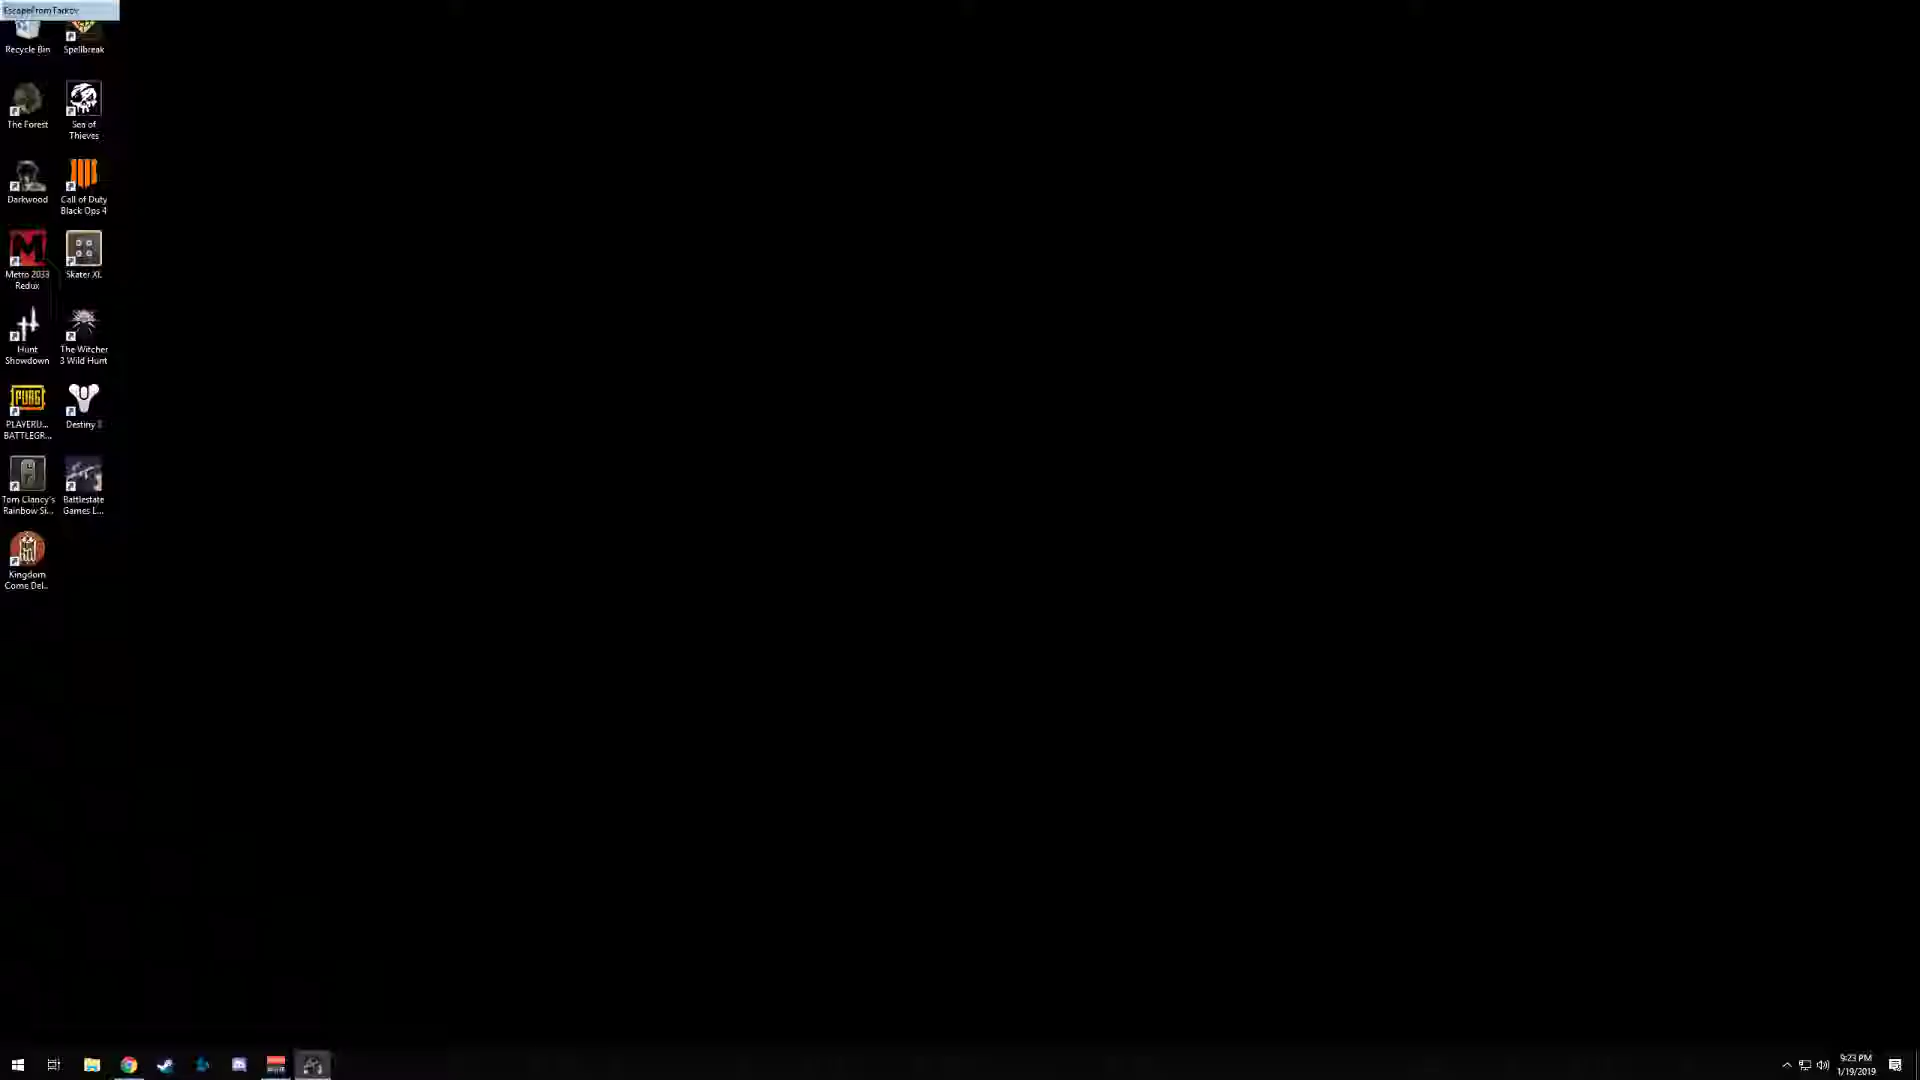 EscapeFromTarkov
Recycle Bin
Spellbreak
The Forest
Sea of
Thieves
Darkwood
Call of Duty
Black Ops 4
Metro 2033
Redux
Skater XL
Hunt
Showdown
The Witcher
3 Wild Hunt
PUBG
PLAYERU...
BATTLEGR...
Destiny 2
Tom Clancy's
Rainbow Si...
Battlestate
Games L...
Kingdom
Come Del...
9:23 PM
1/19/2019